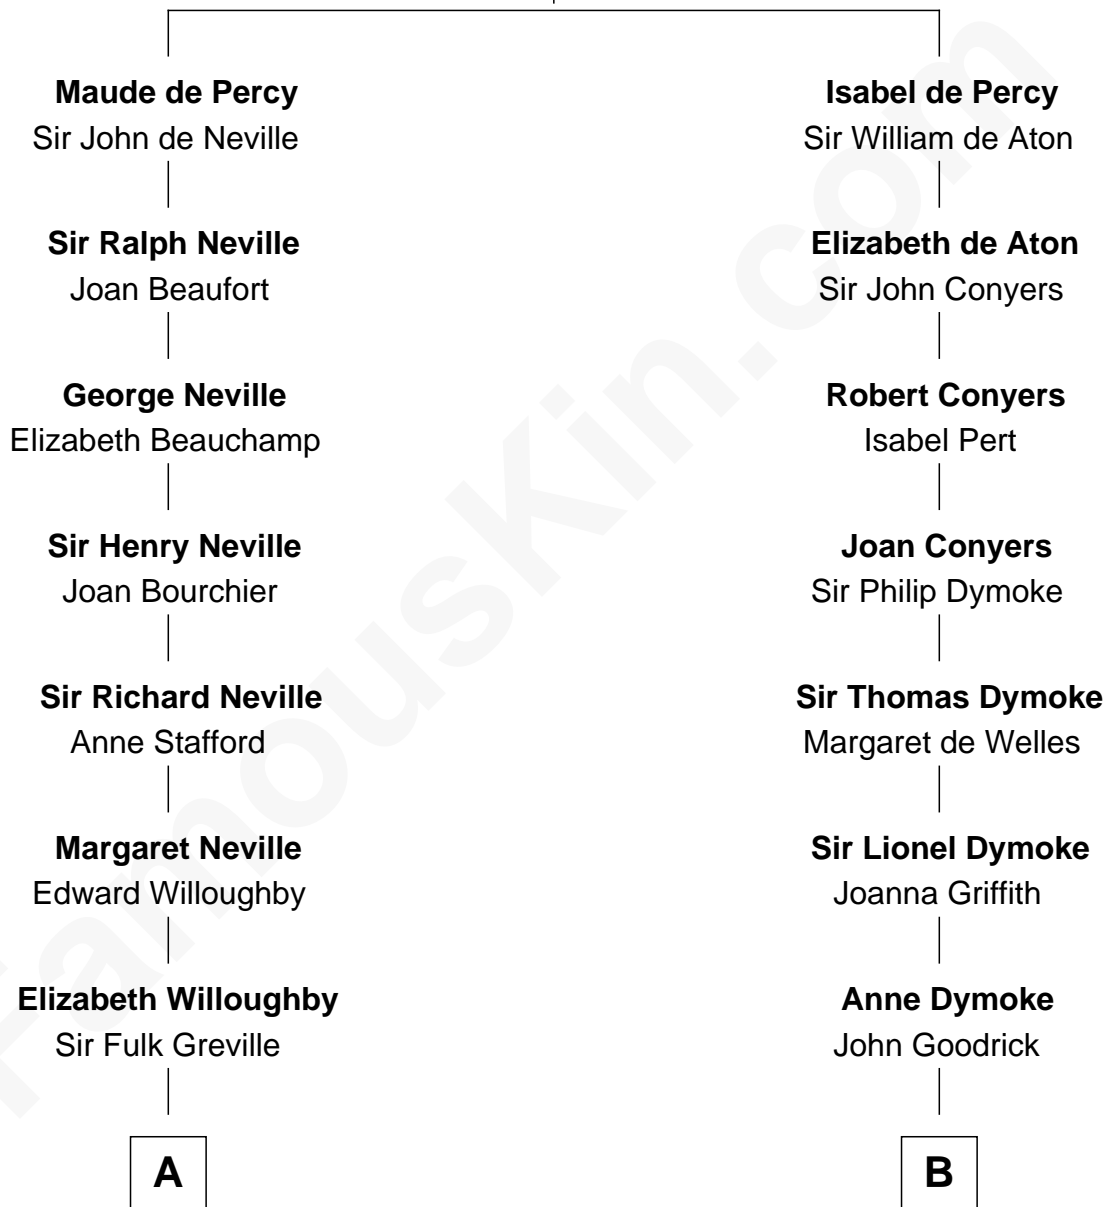 Maude de Percy
Sir John de Neville
Sir Ralph Neville
Joan Beaufort
George Neville
Elizabeth Beauchamp
Sir Henry Neville
Joan Bourchier
Sir Richard Neville
Anne Stafford
Margaret Neville
Edward Willoughby
Elizabeth Willoughby
Sir Fulk Greville
A
Isabel de Percy
Sir William de Aton
Elizabeth de Aton
Sir John Conyers
Robert Conyers
Isabel Pert
Joan Conyers
Sir Philip Dymoke
Sir Thomas Dymoke
Margaret de Welles
Sir Lionel Dymoke
Joanna Griffith
Anne Dymoke
John Goodrick
B
FamousKin.com